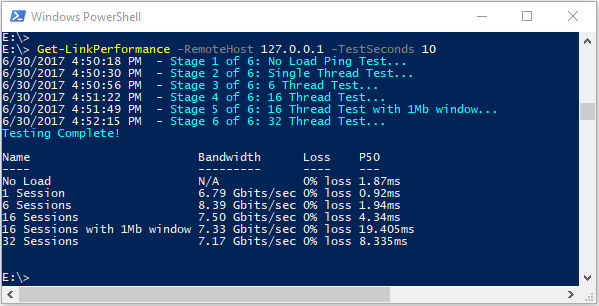 Windows PowerShell
E:\>
E:\> Get-LinkPerformance -RemoteHost 127.0.0.1 -TestSeconds 10
6/30/2017 4:50:18 PM  - Stage 1 of 6: No Load Ping Test...
6/30/2017 4:50:30 PM  - Stage 2 of 6: Single Thread Test...
6/30/2017 4:50:56 PM  - Stage 3 of 6: 6 Thread Test...
6/30/2017 4:51:22 PM  - Stage 4 of 6: 16 Thread Test...
6/30/2017 4:51:49 PM  - Stage 5 of 6: 16 Thread Test with 1Mb window...
6/30/2017 4:52:15 PM  - Stage 6 of 6: 32 Thread Test...
Testing Complete!
Name                       Bandwidth      Loss    P50
----                       ---------      ----    ---
No Load                    N/A            0% loss 1.87ms
1 Session                  6.79 Gbits/sec 0% loss 0.92ms
6 Sessions                 8.39 Gbits/sec 0% loss 1.94ms
16 Sessions                7.50 Gbits/sec 0% loss 4.34ms
16 Sessions with 1Mb window 7.33 Gbits/sec 0% loss 19.405ms
32 Sessions                7.17 Gbits/sec 0% loss 8.335ms
E:\>